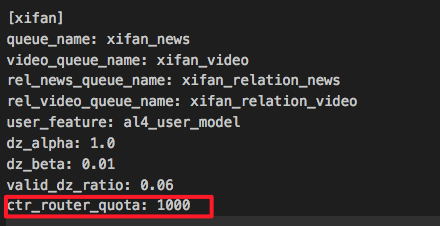 [xifan]
queue_name: xifan_news
video_queue_name: xifan_video
rel_news_queue_name: xifan_relation_news
rel_video_queue_name: xifan_relation_video
user_feature: al4_user_model
dz_alpha: 1.0
dz_beta: 0.01
valid_dz_ratio: 0.06
ctr_router_quota: 1000